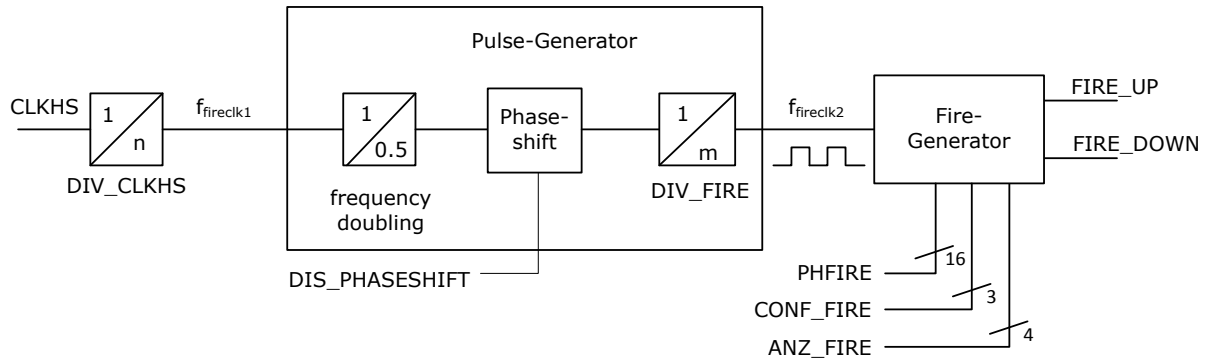 Pulse-Generator
CLKHS
1
n
DIV_CLKHS
ffireclk1
1
0.5
frequency
doubling
Phase-
shift
DIS_PHASESHIFT
1
m
DIV_FIRE
ffireclk2
Fire-
Generator
FIRE_UP
FIRE_DOWN
PHFIRE
16
CONF_FIRE
3
ANZ_FIRE
4